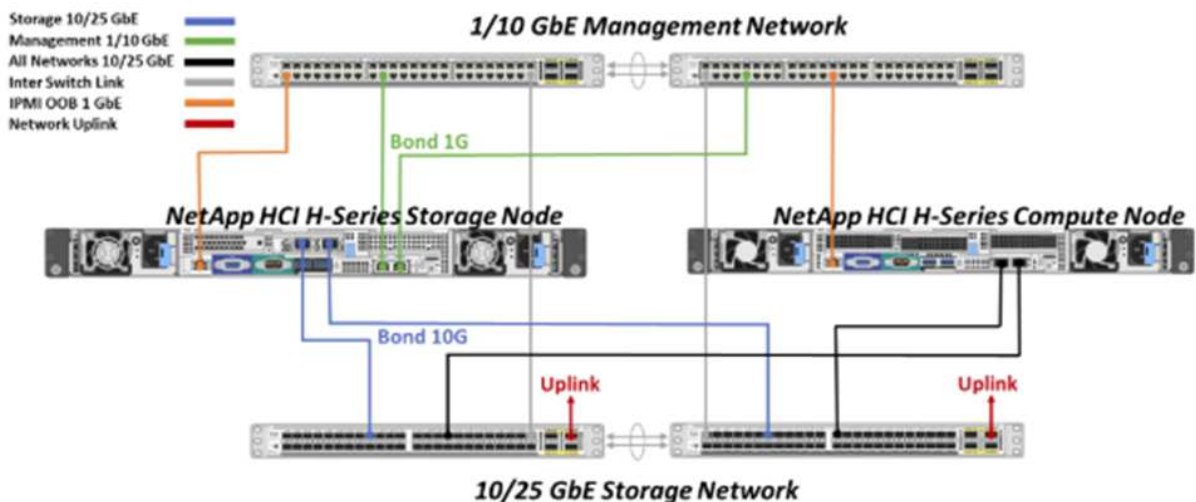 Storage 10/25 GbE
Management 1/10 GbE
All Networks 10/25 GbE
Inter Switch Link
IPMI OOB 1 GbE
Network Uplink
1/10 GbE Management Network
Bond 1G
NetApp HCI H-Series Storage Node
NetApp HCI H-Series Compute Node
Bond 10G
Uplink
Uplink
10/25 GbE Storage Network